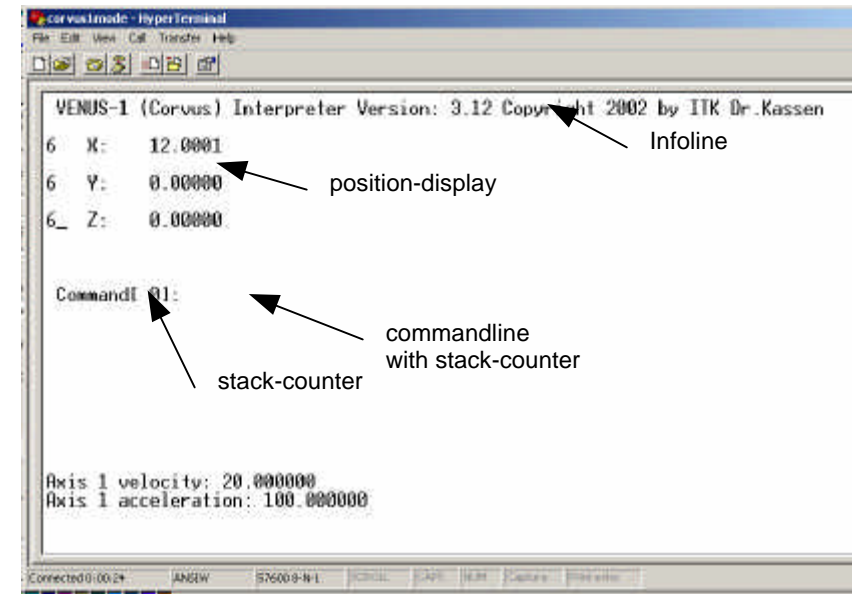 corvus1mode - HyperTerminal
File Edit View Call Transfer Help
VENUS-1 (Corvus) Interpreter Version: 3.12 Copyright 2002 by ITK Dr.Kassen
Infoline
6 X: 12.0001
position-display
6 Y: 0.00000
6_ Z: 0.00000
Command[ 0]:
commandline
with stack-counter
stack-counter
Axis 1 velocity: 20.000000
Axis 1 acceleration: 100.000000
Connected 0:00:24 ANSIW 57600 8-N-1 SCROLL CAPS NUM Capture Print echo